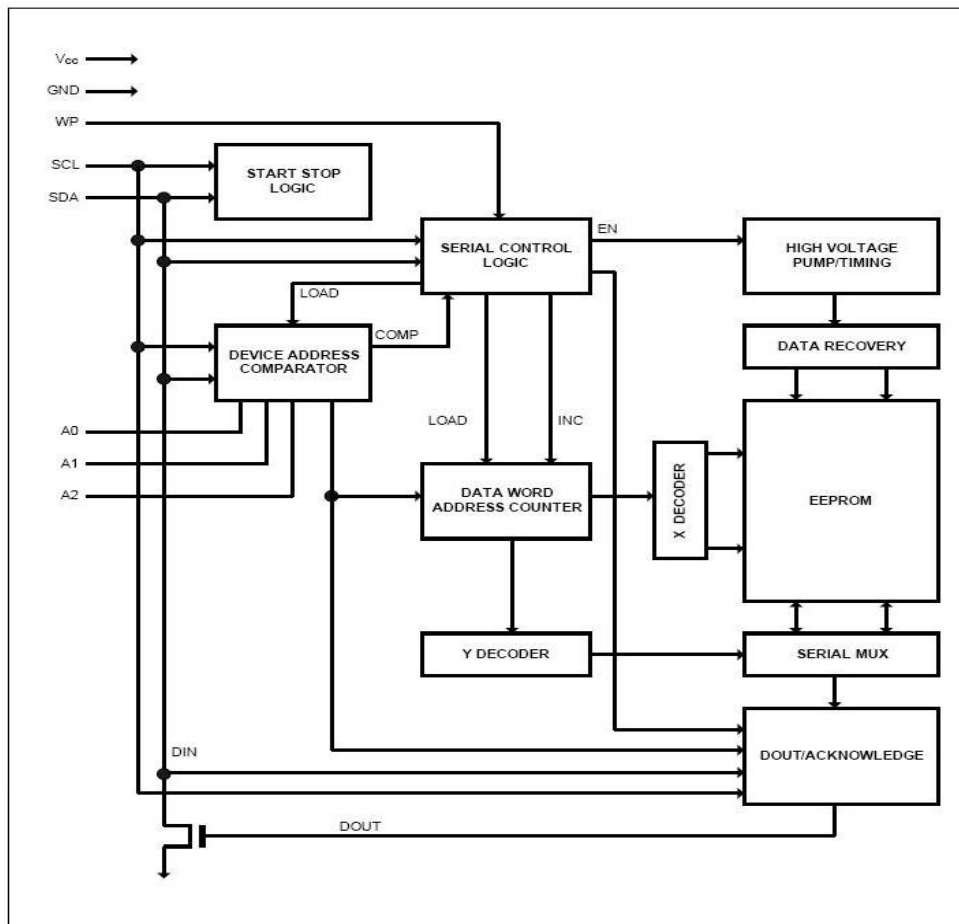 Vcc
GND
WP
SCL
SDA
START STOP
LOGIC
SERIAL CONTROL
LOGIC
EN
HIGH VOLTAGE
PUMP/TIMING
LOAD
COMP
DEVICE ADDRESS
COMPARATOR
DATA RECOVERY
A0
A1
A2
LOAD
INC
DATA WORD
ADDRESS COUNTER
X DECODER
EEPROM
Y DECODER
SERIAL MUX
DIN
DOUT/ACKNOWLEDGE
DOUT